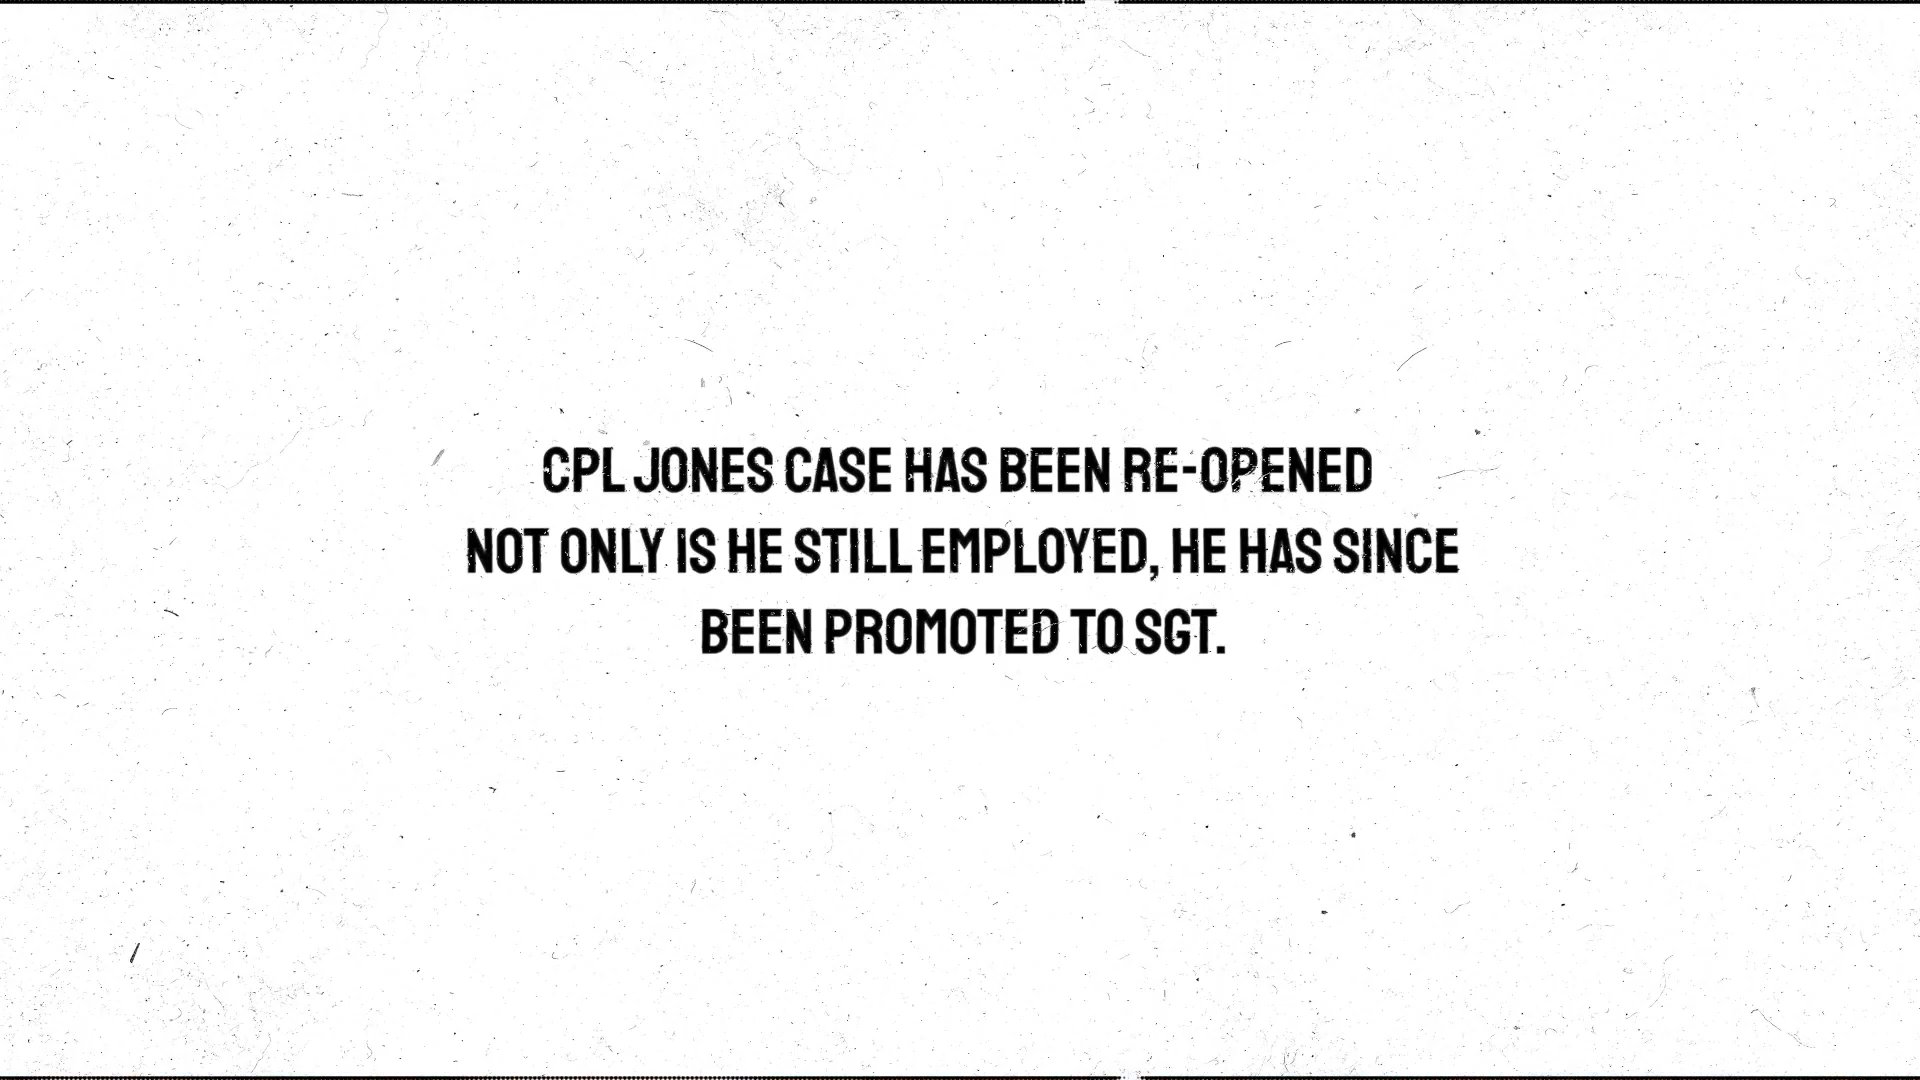 CPL JONES CASE HAS BEEN RE-OPENED
NOT ONLY IS HE STILL EMPLOYED, HE HAS SINCE
BEEN PROMOTED TO SGT.